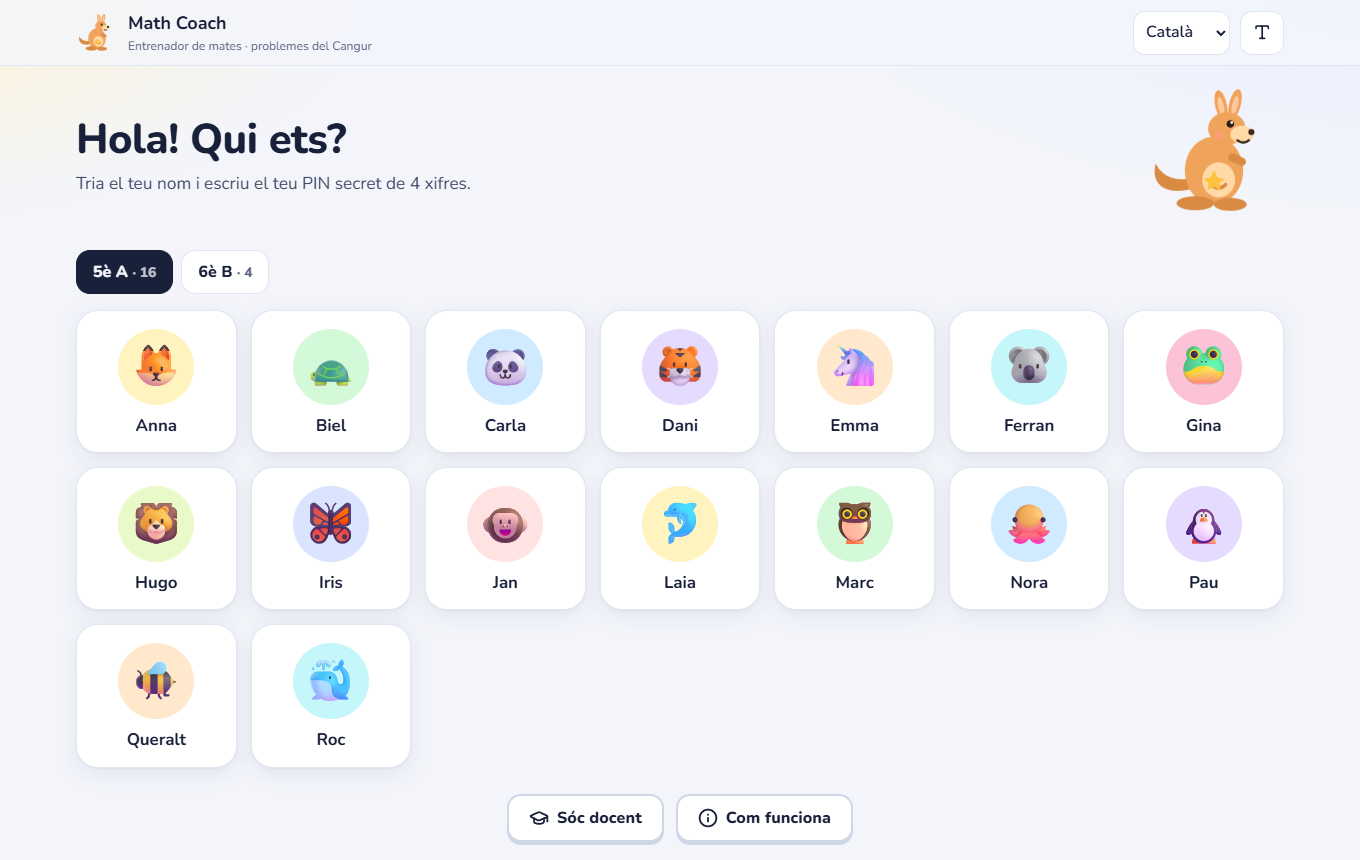 Math Coach
Entrenador de mates · problemes del Cangur
Català
Hola! Qui ets?
Tria el teu nom i escriu el teu PIN secret de 4 xifres.
5è A · 16
6è B · 4
Anna
Biel
Carla
Dani
Emma
Ferran
Gina
Hugo
Iris
Jan
Laia
Marc
Nora
Pau
Queralt
Roc
Sóc docent
Com funciona